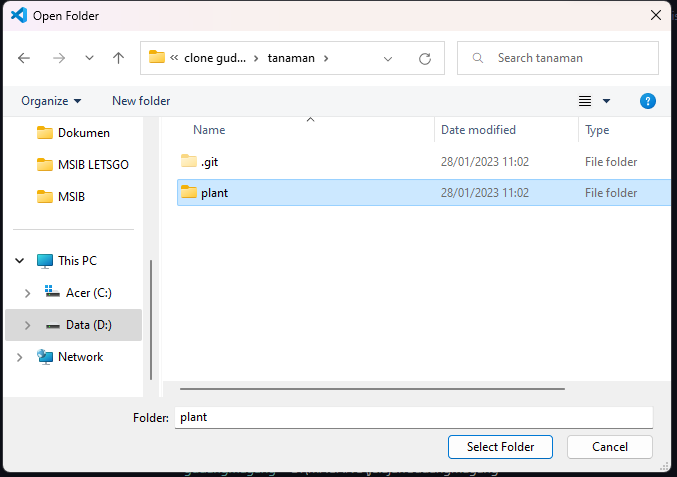 Open Folder
« clone gud... > tanaman >
Search tanaman
Organize
New folder
?
Name
Date modified
Type
Dokumen
MSIB LETSGO
MSIB
This PC
Acer (C:)
Data (D:)
Network
.git
28/01/2023 11:02
File folder
plant
28/01/2023 11:02
File folder
Folder:
plant
Select Folder
Cancel